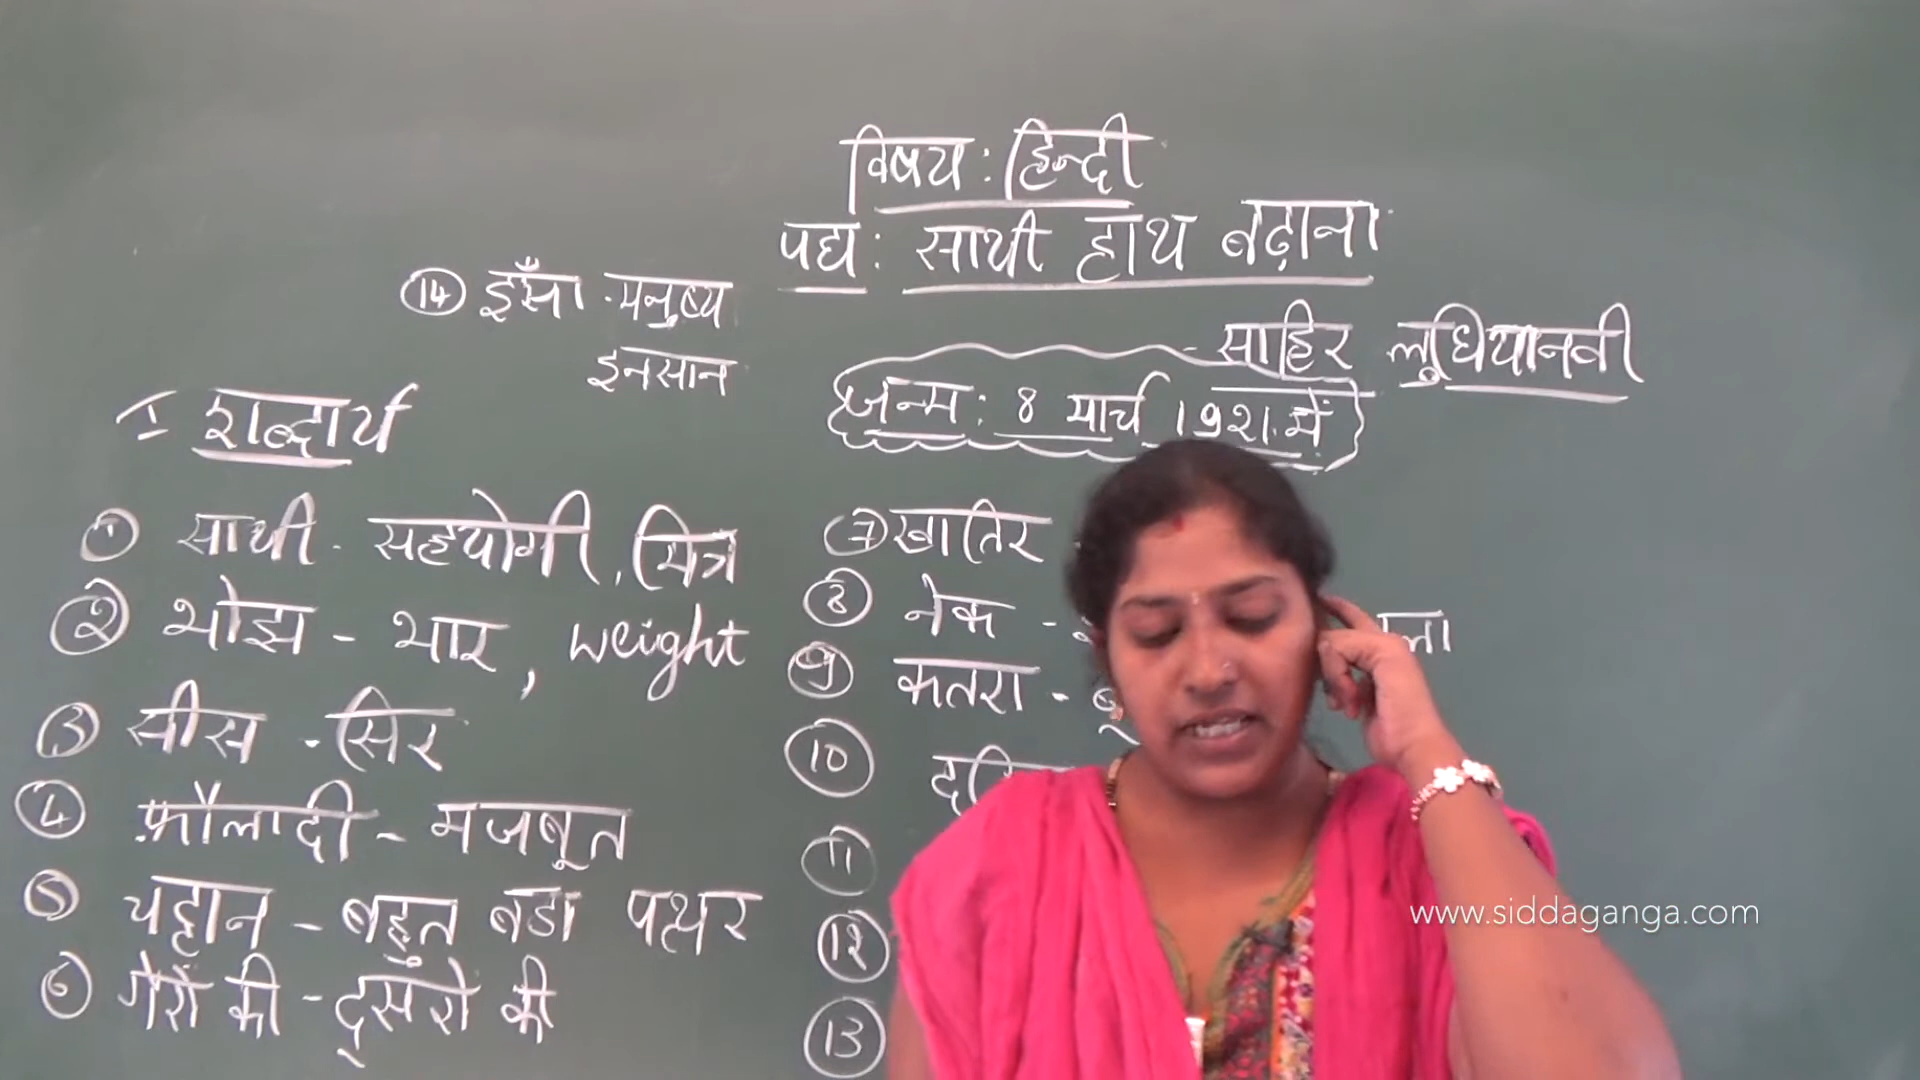 विषय : हिन्दी
पद्य : साथी हाथ बढ़ाना
- साहिर लुधियानवी
जन्म : 8 मार्च 1921 में
14 इँसा - मनुष्य
इनसान
I शब्दार्थ
1 साथी - सहयोगी, मित्र
2 भोझ - भार, weight
3 सीस - सिर
4 फ़ौलादी - मजबूत
5 चट्टान - बहुत बडा पत्थर
6 गैरों की - दूसरों की
7 खातिर -
8 नेक -
9 कतरा -
10
11
12
13
www.siddaganga.com